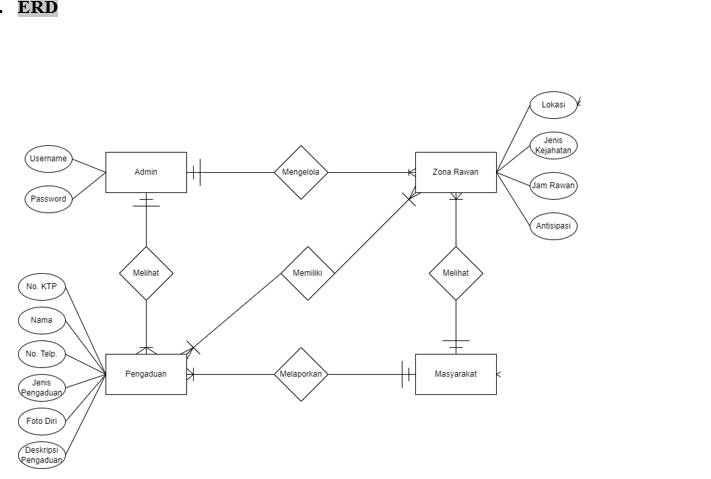 . ERD
Lokasi
Username
Admin
Mengelola
Zona Rawan
Jenis
Kejahatan
Password
Jam Rawan
Antisipasi
Melihat
Memiliki
Melihat
No. KTP
Nama
No. Telp.
Jenis
Pengaduan
Pengaduan
Melaporkan
Masyarakat
Foto Diri
Deskripsi
Pengaduan